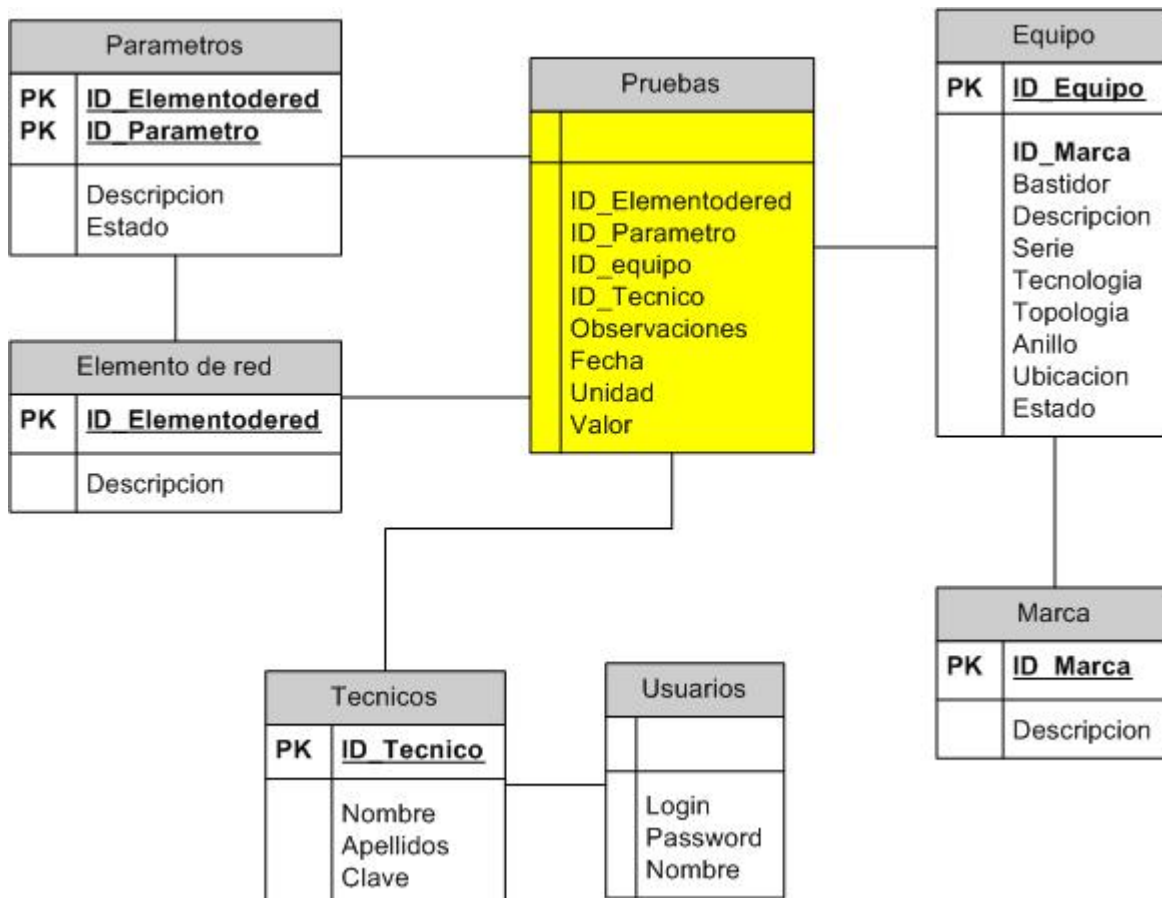 Parametros
PK ID_Elementodered
PK ID_Parametro
Descripcion
Estado
Elemento de red
PK ID_Elementodered
Descripcion
Pruebas
ID_Elementodered
ID_Parametro
ID_equipo
ID_Tecnico
Observaciones
Fecha
Unidad
Valor
Equipo
PK ID_Equipo
ID_Marca
Bastidor
Descripcion
Serie
Tecnologia
Topologia
Anillo
Ubicacion
Estado
Marca
PK ID_Marca
Descripcion
Tecnicos
PK ID_Tecnico
Nombre
Apellidos
Clave
Usuarios
Login
Password
Nombre